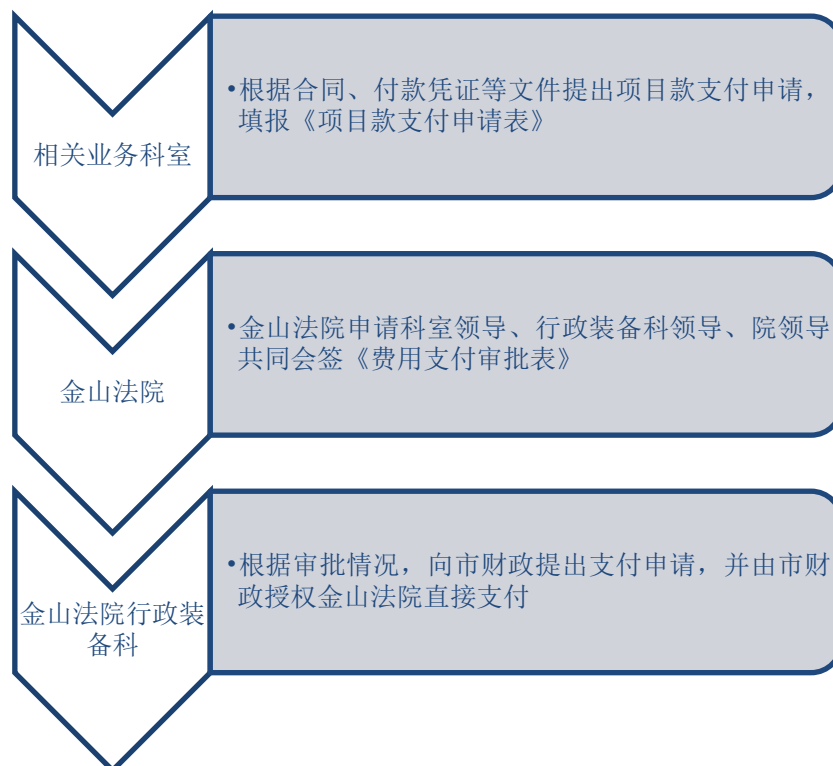 相关业务科室
•根据合同、付款凭证等文件提出项目款支付申请，
填报《项目款支付申请表》
金山法院
•金山法院申请科室领导、行政装备科领导、院领导
共同会签《费用支付审批表》
金山法院行政装
备科
•根据审批情况，向市财政提出支付申请，并由市财
政授权金山法院直接支付